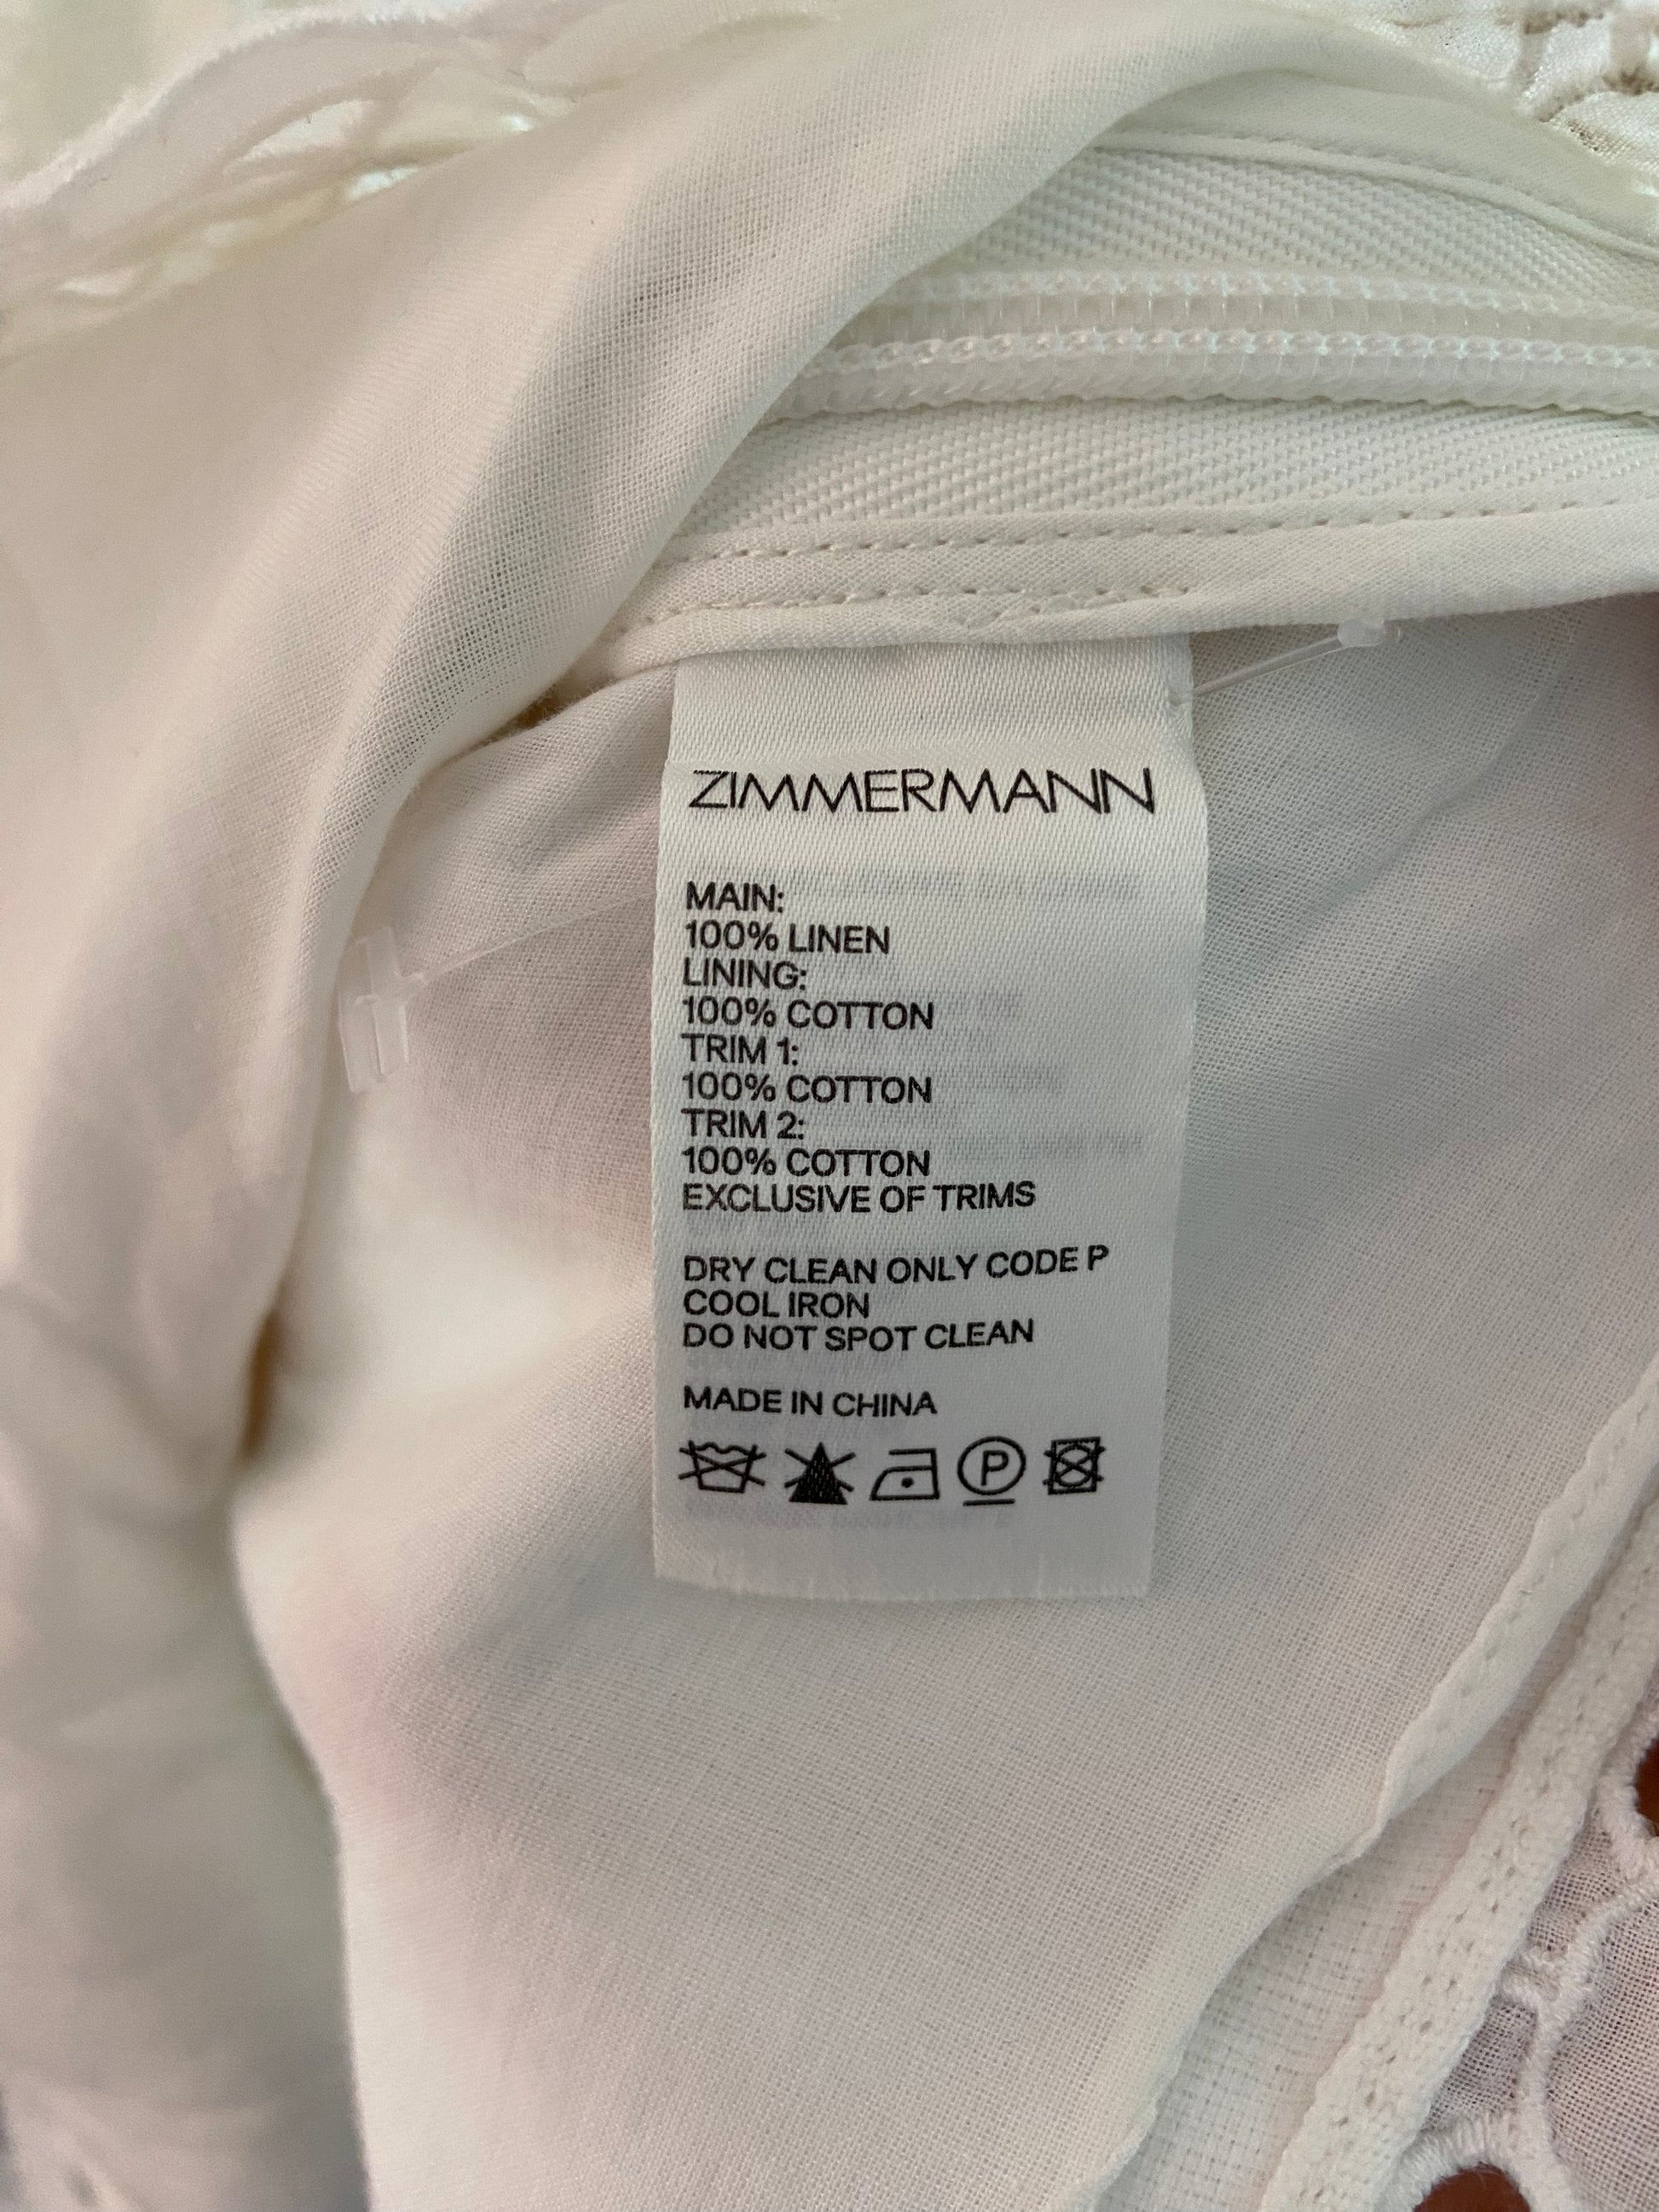 ZIMMERMANN
MAIN:
100% LINEN
LINING:
100% COTTON
TRIM 1:
100% COTTON
TRIM 2:
100% COTTON
EXCLUSIVE OF TRIMS
DRY CLEAN ONLY CODE P
COOL IRON
DO NOT SPOT CLEAN
MADE IN CHINA
P